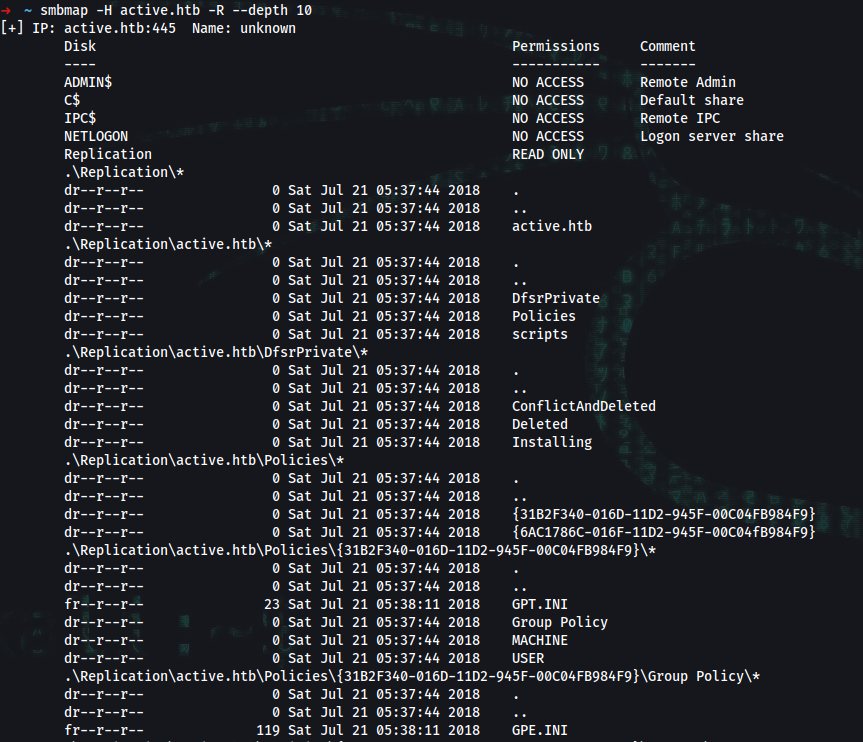 → ~ smbmap -H active.htb -R --depth 10
[+] IP: active.htb:445 Name: unknown
Disk Permissions Comment
---- ----------- -------
ADMIN$ NO ACCESS Remote Admin
C$ NO ACCESS Default share
IPC$ NO ACCESS Remote IPC
NETLOGON NO ACCESS Logon server share
Replication READ ONLY
.\Replication\*
dr--r--r-- 0 Sat Jul 21 05:37:44 2018 .
dr--r--r-- 0 Sat Jul 21 05:37:44 2018 ..
dr--r--r-- 0 Sat Jul 21 05:37:44 2018 active.htb
.\Replication\active.htb\*
dr--r--r-- 0 Sat Jul 21 05:37:44 2018 .
dr--r--r-- 0 Sat Jul 21 05:37:44 2018 ..
dr--r--r-- 0 Sat Jul 21 05:37:44 2018 DfsrPrivate
dr--r--r-- 0 Sat Jul 21 05:37:44 2018 Policies
dr--r--r-- 0 Sat Jul 21 05:37:44 2018 scripts
.\Replication\active.htb\DfsrPrivate\*
dr--r--r-- 0 Sat Jul 21 05:37:44 2018 .
dr--r--r-- 0 Sat Jul 21 05:37:44 2018 ..
dr--r--r-- 0 Sat Jul 21 05:37:44 2018 ConflictAndDeleted
dr--r--r-- 0 Sat Jul 21 05:37:44 2018 Deleted
dr--r--r-- 0 Sat Jul 21 05:37:44 2018 Installing
.\Replication\active.htb\Policies\*
dr--r--r-- 0 Sat Jul 21 05:37:44 2018 .
dr--r--r-- 0 Sat Jul 21 05:37:44 2018 ..
dr--r--r-- 0 Sat Jul 21 05:37:44 2018 {31B2F340-016D-11D2-945F-00C04FB984F9}
dr--r--r-- 0 Sat Jul 21 05:37:44 2018 {6AC1786C-016F-11D2-945F-00C04fB984F9}
.\Replication\active.htb\Policies\{31B2F340-016D-11D2-945F-00C04FB984F9}\*
dr--r--r-- 0 Sat Jul 21 05:37:44 2018 .
dr--r--r-- 0 Sat Jul 21 05:37:44 2018 ..
fr--r--r-- 23 Sat Jul 21 05:38:11 2018 GPT.INI
dr--r--r-- 0 Sat Jul 21 05:37:44 2018 Group Policy
dr--r--r-- 0 Sat Jul 21 05:37:44 2018 MACHINE
dr--r--r-- 0 Sat Jul 21 05:37:44 2018 USER
.\Replication\active.htb\Policies\{31B2F340-016D-11D2-945F-00C04FB984F9}\Group Policy\*
dr--r--r-- 0 Sat Jul 21 05:37:44 2018 .
dr--r--r-- 0 Sat Jul 21 05:37:44 2018 ..
fr--r--r-- 119 Sat Jul 21 05:38:11 2018 GPE.INI